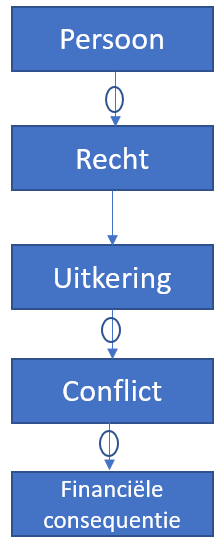 Persoon
Recht
Uitkering
Conflict
Financiële
consequentie